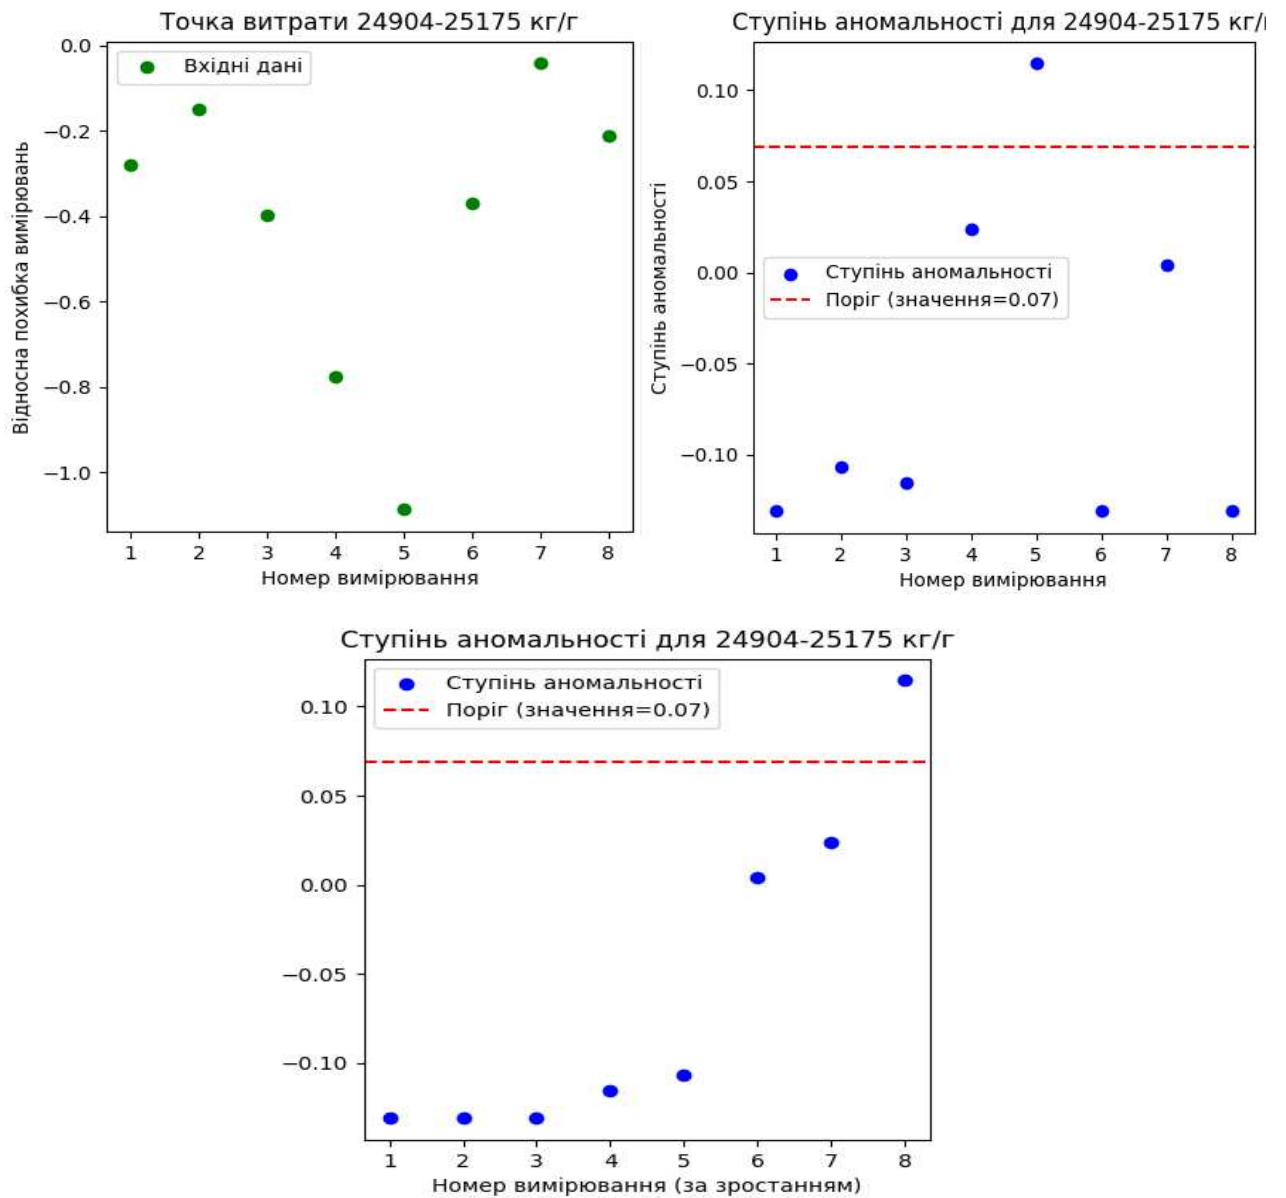 Точка витрати 24904-25175 кг/г
Вхідні дані
0.0
−0.2
−0.4
−0.6
−0.8
−1.0
Відносна похибка вимірювань
1 2 3 4 5 6 7 8
Номер вимірювання
Ступінь аномальності для 24904-25175 кг/г
0.10
0.05
0.00
−0.05
−0.10
Ступінь аномальності
Ступінь аномальності
Поріг (значення=0.07)
1 2 3 4 5 6 7 8
Номер вимірювання
Ступінь аномальності для 24904-25175 кг/г
Ступінь аномальності
Поріг (значення=0.07)
0.10
0.05
0.00
−0.05
−0.10
1 2 3 4 5 6 7 8
Номер вимірювання (за зростанням)